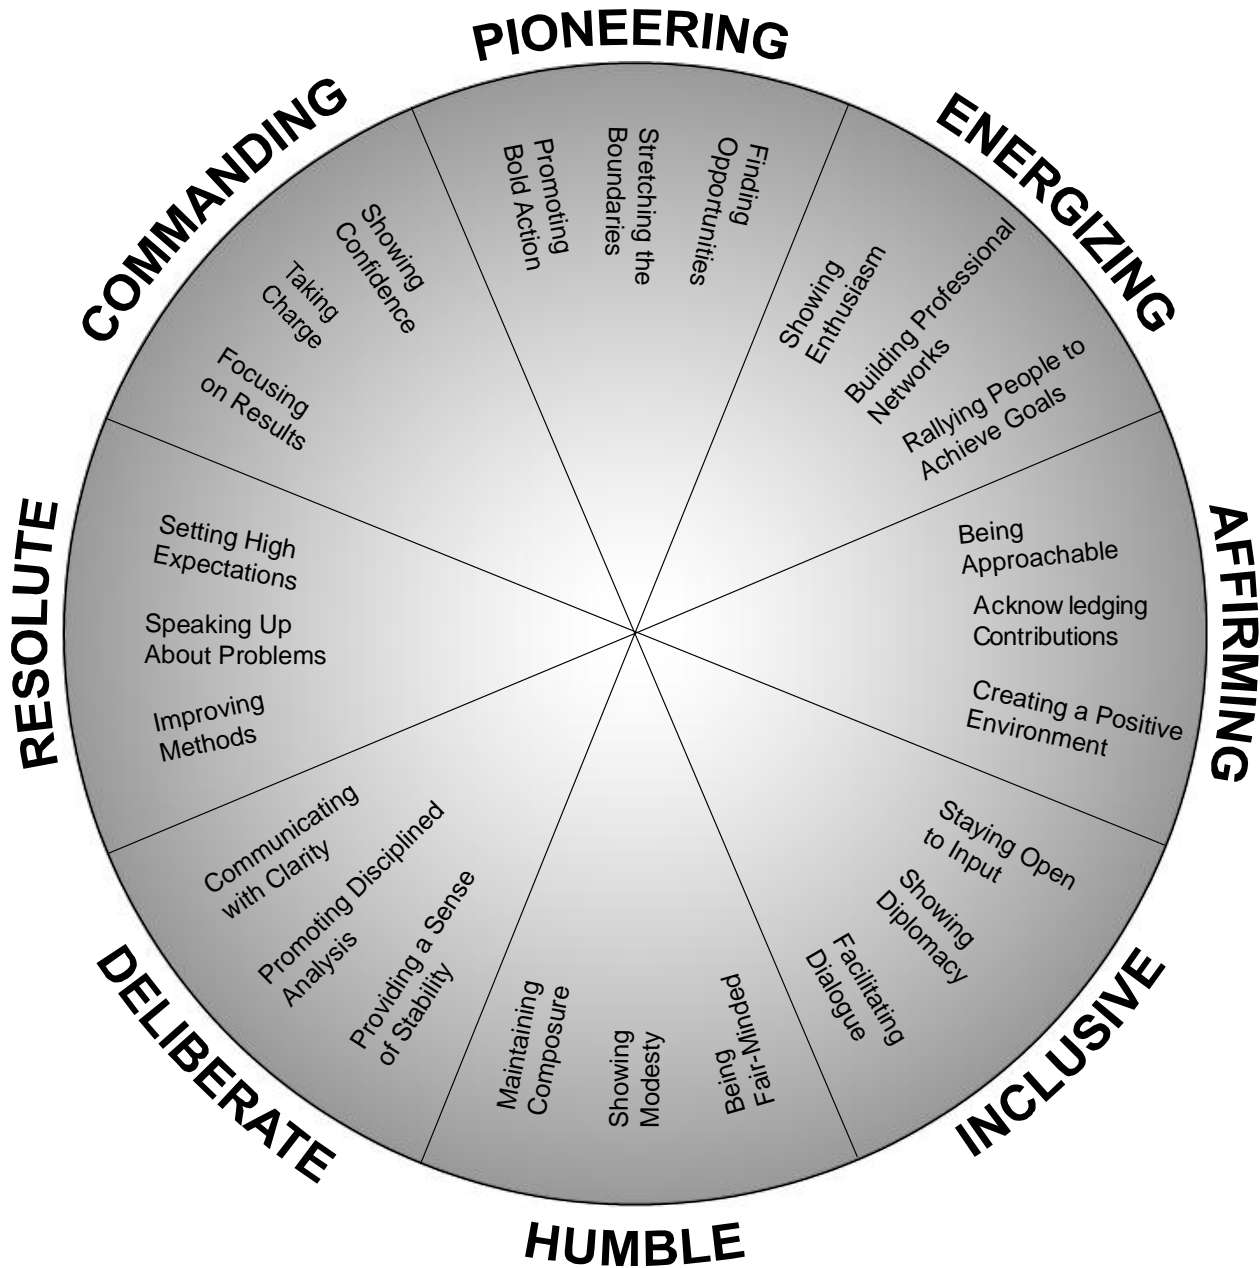 PIONEERING
Promoting
Bold Action
Stretching the
Boundaries
Finding
Opportunities
ENERGIZING
Showing
Enthusiasm
Building Professional
Networks
Rallying People to
Achieve Goals
AFFIRMING
Being
Approachable
Acknowledging
Contributions
Creating a Positive
Environment
INCLUSIVE
Staying Open
to Input
Showing
Diplomacy
Facilitating
Dialogue
HUMBLE
Being
Fair-Minded
Showing
Modesty
Maintaining
Composure
DELIBERATE
Providing a Sense
of Stability
Promoting Disciplined
Analysis
Communicating
with Clarity
RESOLUTE
Improving
Methods
Speaking Up
About Problems
Setting High
Expectations
COMMANDING
Focusing
on Results
Taking
Charge
Showing
Confidence